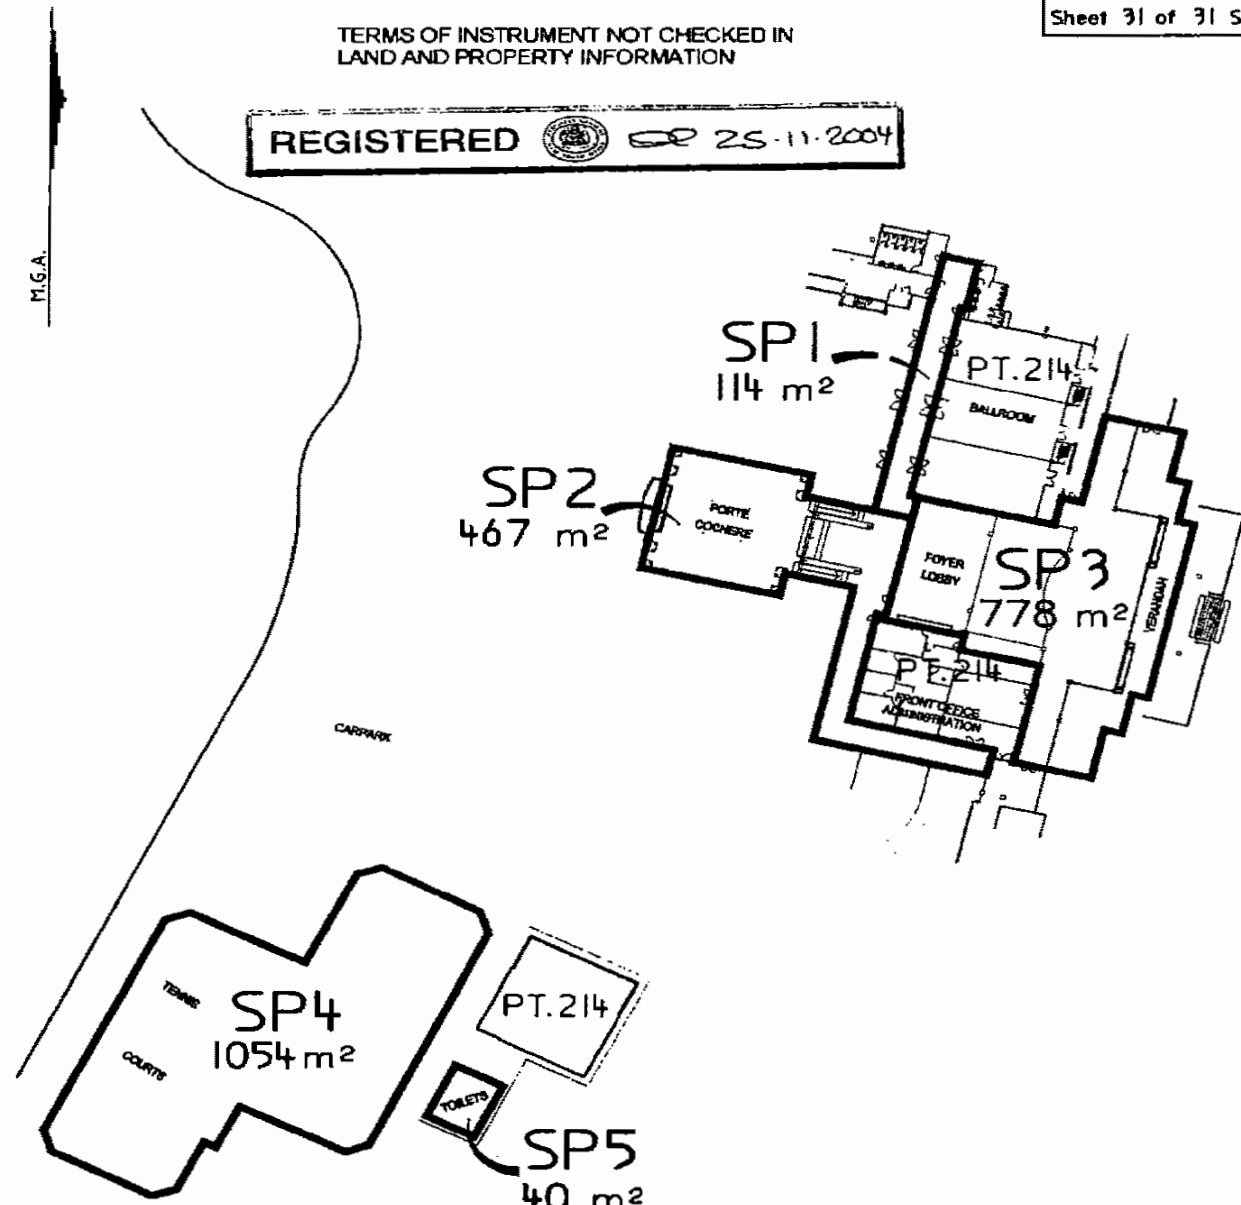 Sheet 31 of 31 S
TERMS OF INSTRUMENT NOT CHECKED IN
LAND AND PROPERTY INFORMATION
REGISTERED 25·11·2004
M.G.A.
SP1
114 m²
PT.214
BALLROOM
SP2
467 m²
PORTE
COCHERE
FOYER
LOBBY
SP3
778 m²
VERANDAH
PT.214
FRONT OFFICE
ADMINISTRATION
CARPARK
TENNIS
COURTS
SP4
1054 m²
PT.214
TOILETS
SP5
40 m²